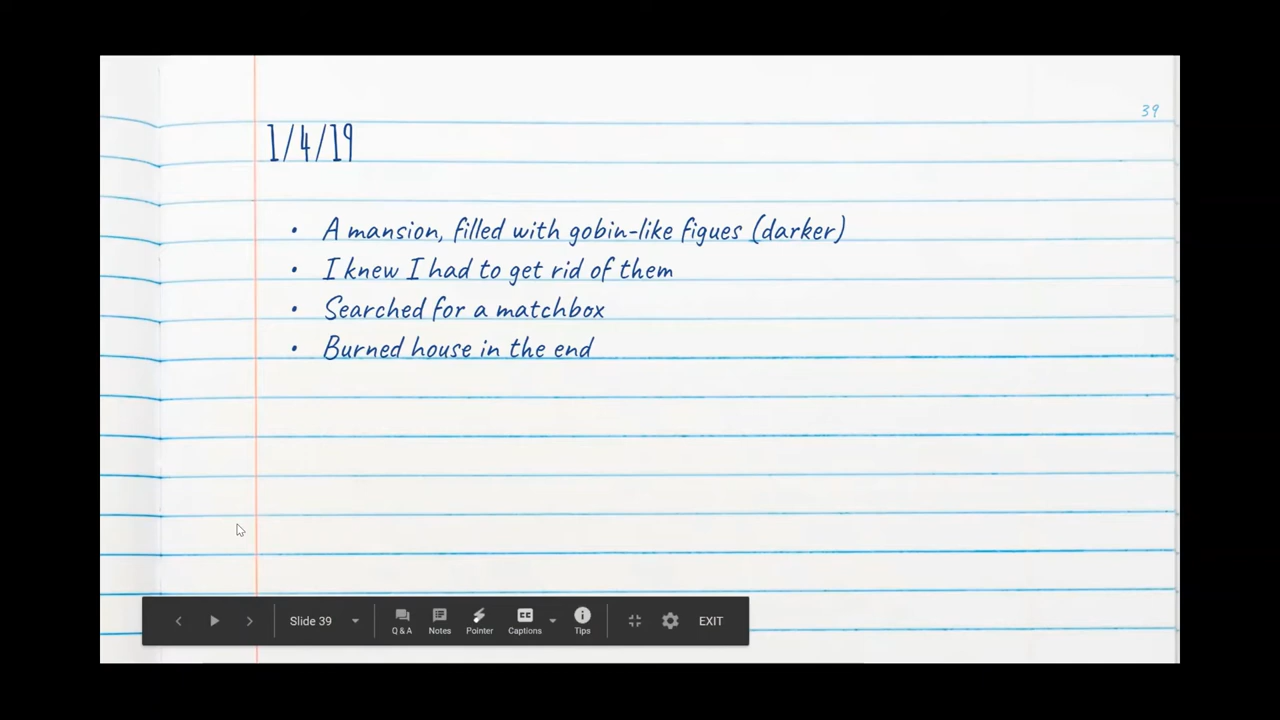 39
1/4/19
• A mansion, filled with gobin-like figues (darker)
• I knew I had to get rid of them
• Searched for a matchbox
• Burned house in the end
Slide 39
Q & A
Notes
Pointer
CC
Captions
Tips
EXIT